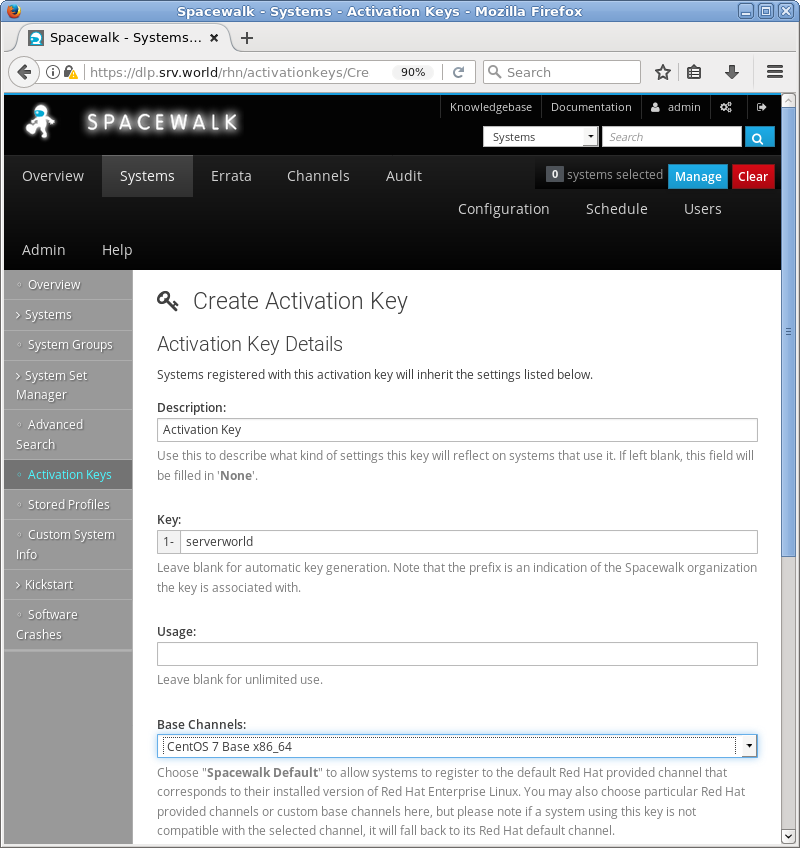 Spacewalk - Systems - Activation Keys - Mozilla Firefox
Spacewalk - Systems...
https://dlp.srv.world/rhn/activationkeys/Cre
90%
Search
Knowledgebase
Documentation
admin
SPACEWALK
Systems
Search
Overview
Systems
Errata
Channels
Audit
0 systems selected
Manage
Clear
Configuration
Schedule
Users
Admin
Help
Overview
Systems
System Groups
System Set
Manager
Advanced
Search
Activation Keys
Stored Profiles
Custom System
Info
Kickstart
Software
Crashes
Create Activation Key
Activation Key Details
Systems registered with this activation key will inherit the settings listed below.
Description:
Activation Key
Use this to describe what kind of settings this key will reflect on systems that use it. If left blank, this field will
be filled in 'None'.
Key:
1- serverworld
Leave blank for automatic key generation. Note that the prefix is an indication of the Spacewalk organization
the key is associated with.
Usage:
Leave blank for unlimited use.
Base Channels:
CentOS 7 Base x86_64
Choose "Spacewalk Default" to allow systems to register to the default Red Hat provided channel that
corresponds to their installed version of Red Hat Enterprise Linux. You may also choose particular Red Hat
provided channels or custom base channels here, but please note if a system using this key is not
compatible with the selected channel, it will fall back to its Red Hat default channel.